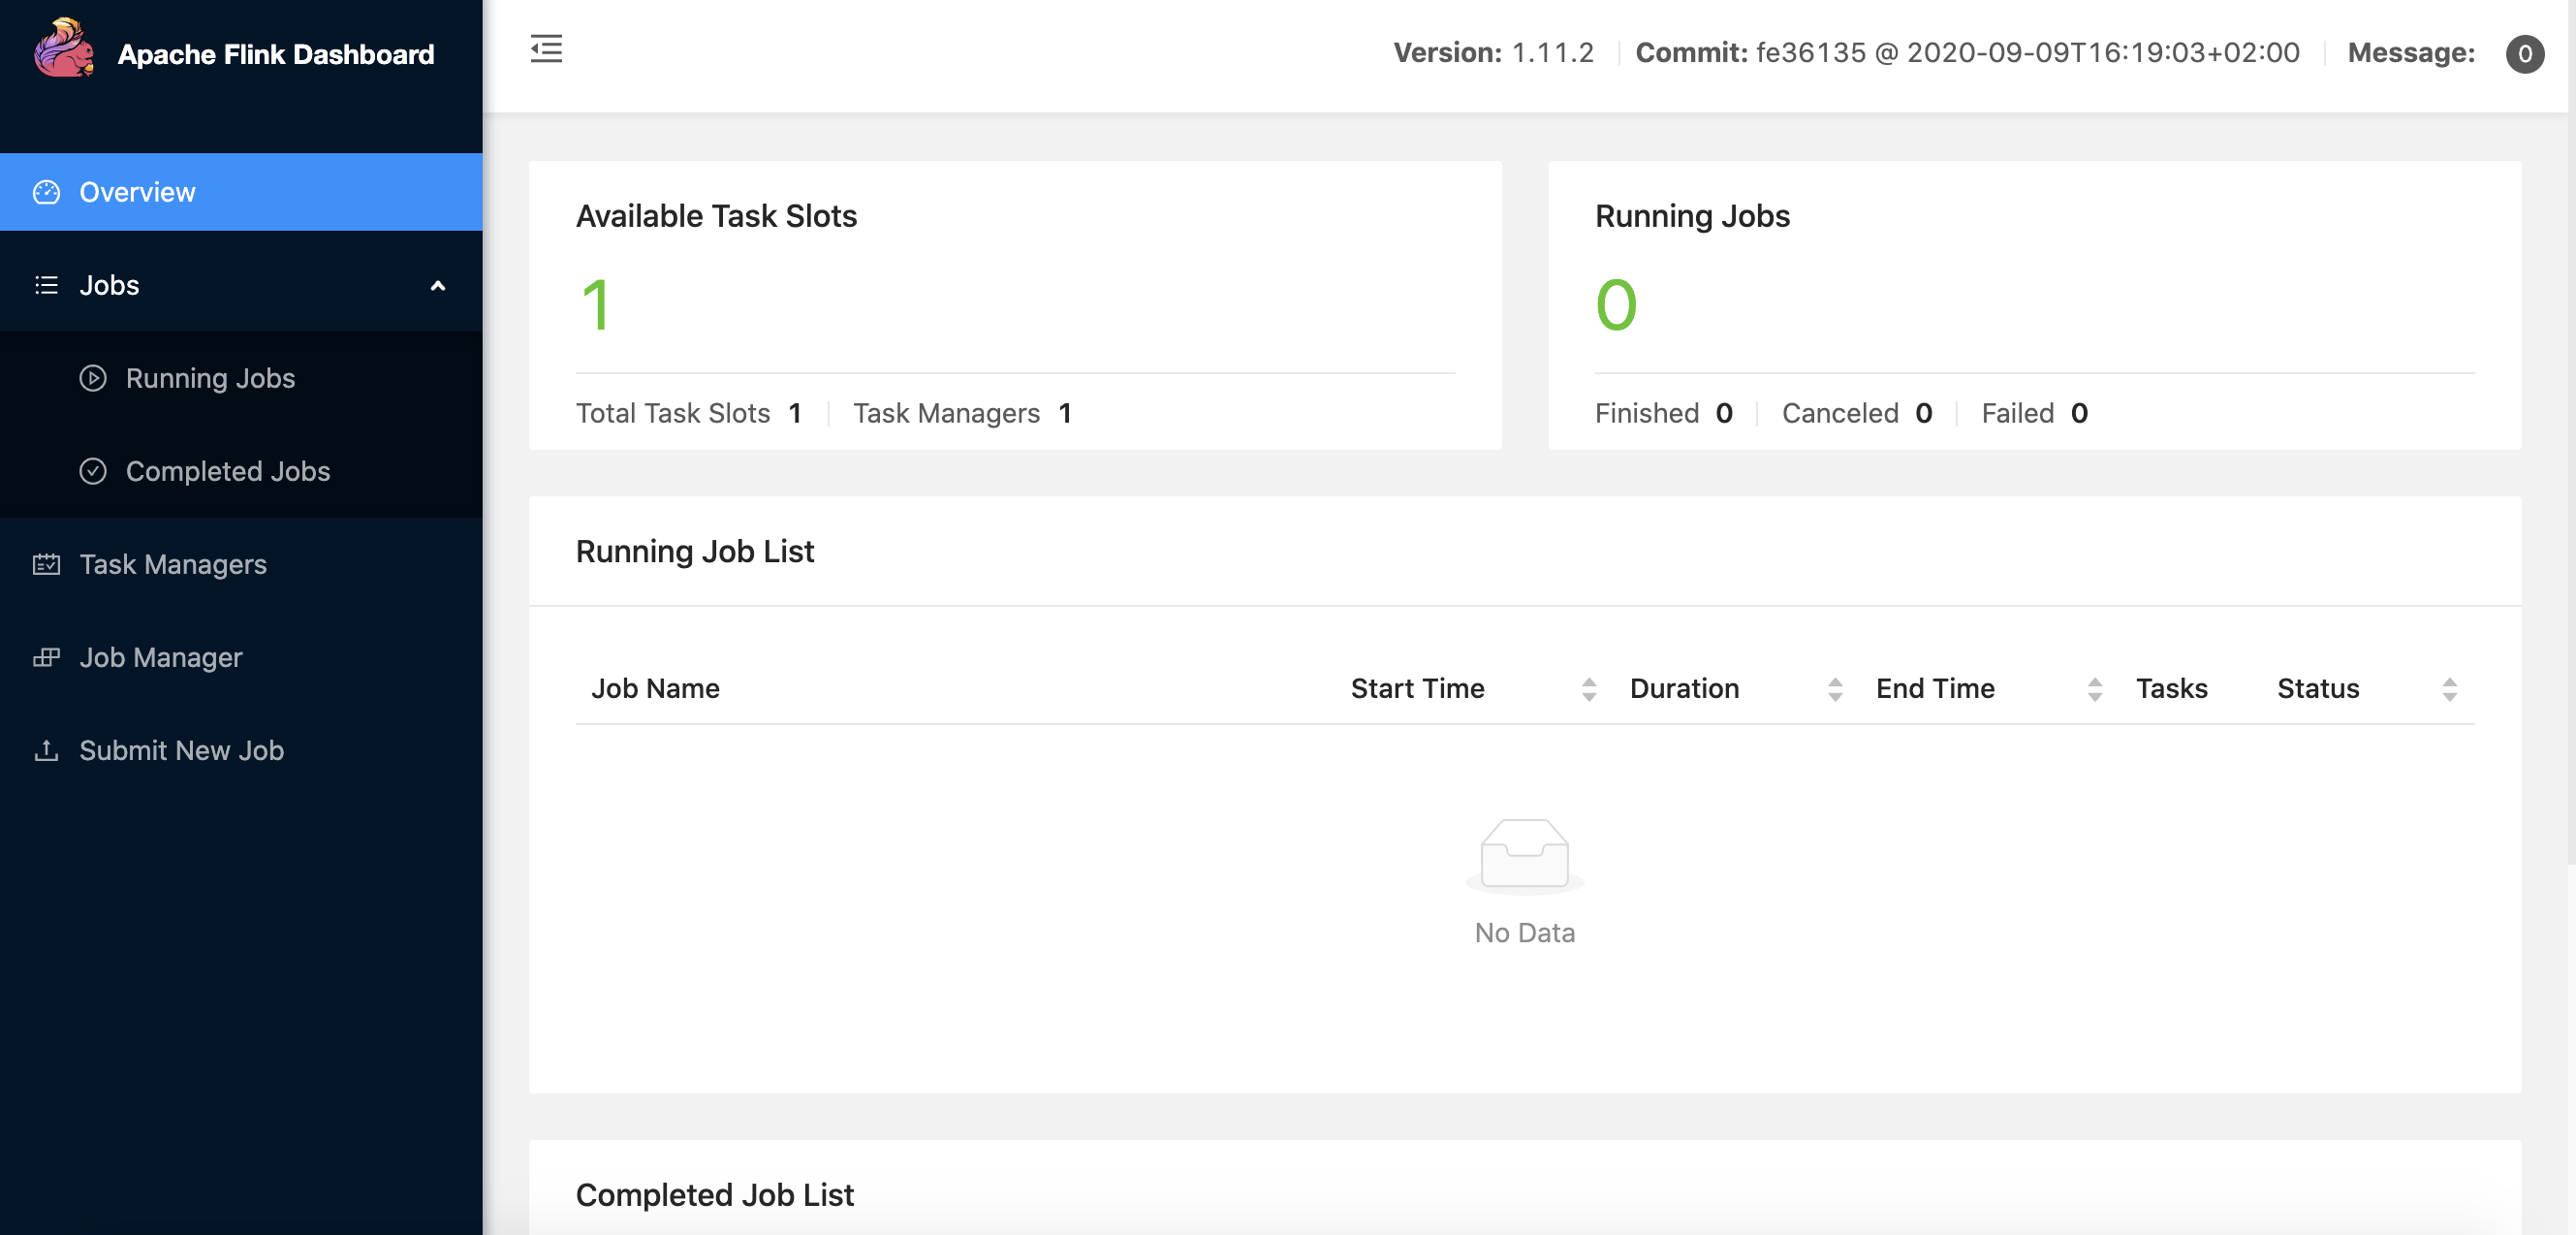 Apache Flink Dashboard
Version: 1.11.2 Commit: fe36135 @ 2020-09-09T16:19:03+02:00 Message: 0
Overview
Jobs
Running Jobs
Completed Jobs
Task Managers
Job Manager
Submit New Job
Available Task Slots
1
Total Task Slots 1 Task Managers 1
Running Jobs
0
Finished 0 Canceled 0 Failed 0
Running Job List
Job Name Start Time Duration End Time Tasks Status
No Data
Completed Job List